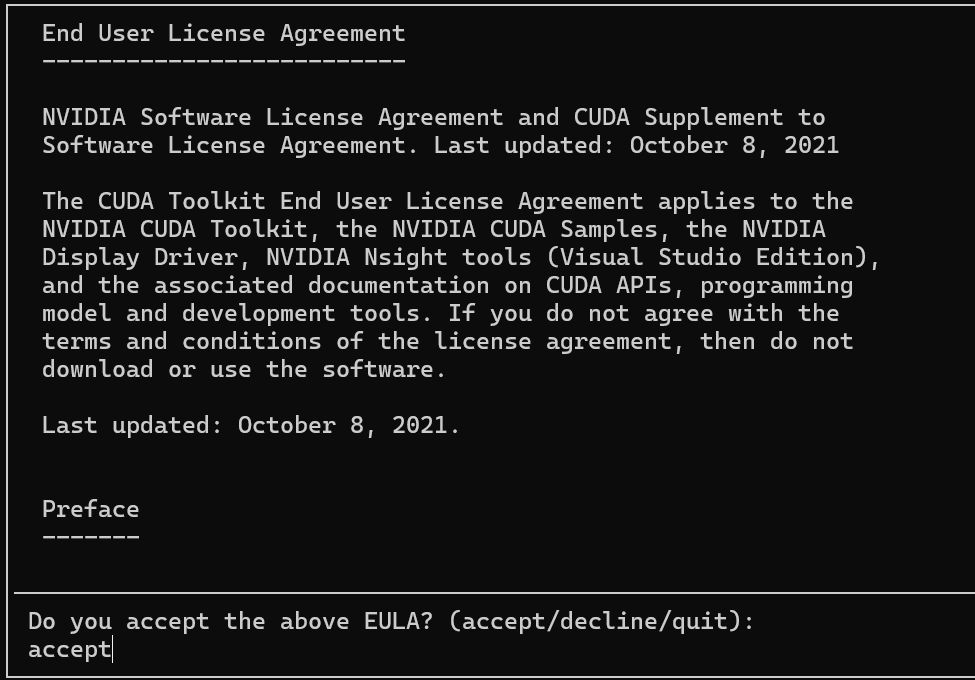 End User License Agreement
--------------------------
NVIDIA Software License Agreement and CUDA Supplement to
Software License Agreement. Last updated: October 8, 2021
The CUDA Toolkit End User License Agreement applies to the
NVIDIA CUDA Toolkit, the NVIDIA CUDA Samples, the NVIDIA
Display Driver, NVIDIA Nsight tools (Visual Studio Edition),
and the associated documentation on CUDA APIs, programming
model and development tools. If you do not agree with the
terms and conditions of the license agreement, then do not
download or use the software.
Last updated: October 8, 2021.
Preface
-------
Do you accept the above EULA? (accept/decline/quit):
accept